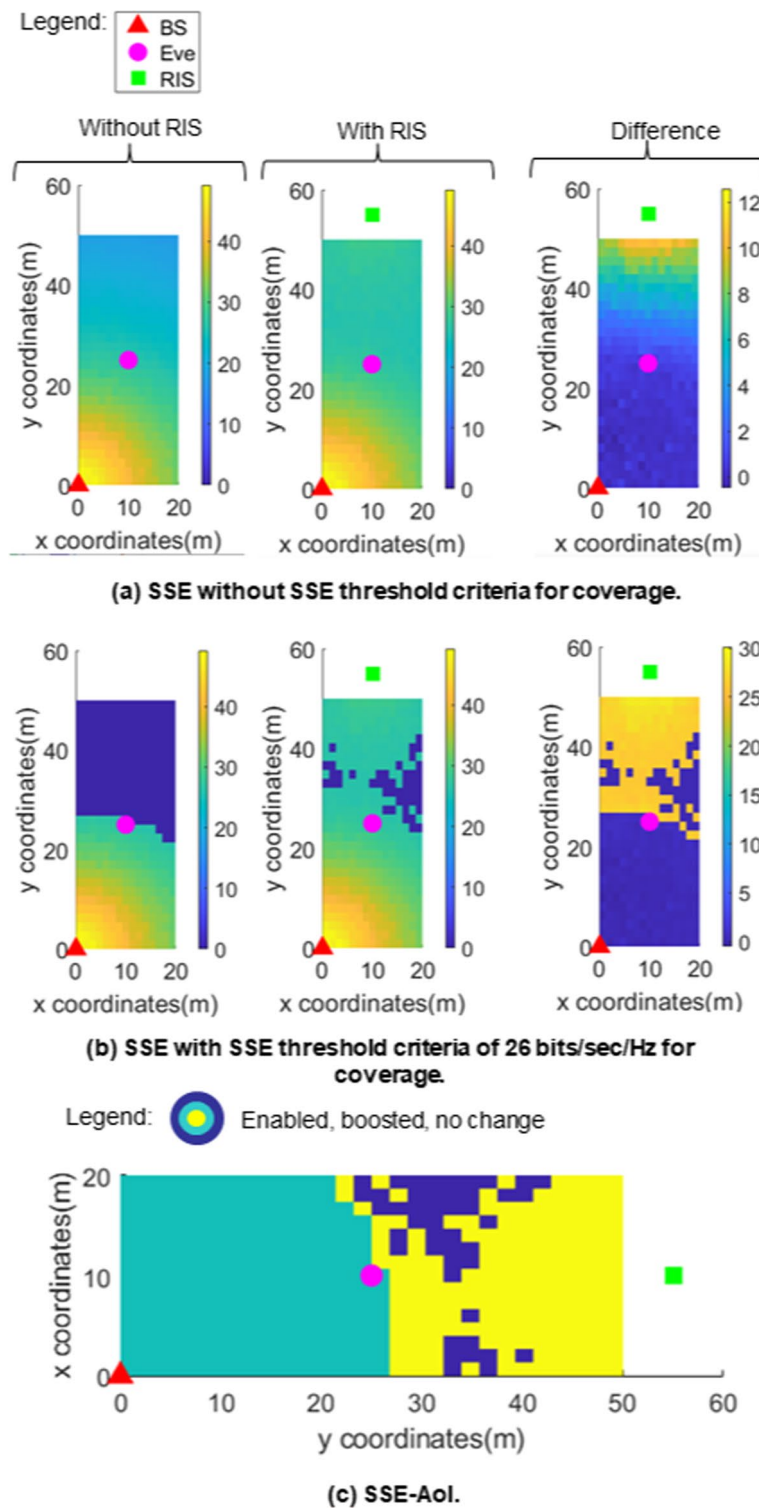 Legend:
BS
Eve
RIS
Without RIS
With RIS
Difference
60
40
20
0
0 10 20
40
30
20
10
0
y coordinates(m)
x coordinates(m)
60
40
20
0
0 10 20
40
30
20
10
0
y coordinates(m)
x coordinates(m)
60
40
20
0
0 10 20
12
10
8
6
4
2
0
y coordinates(m)
x coordinates(m)
(a) SSE without SSE threshold criteria for coverage.
60
40
20
0
0 10 20
40
30
20
10
0
y coordinates(m)
x coordinates(m)
60
40
20
0
0 10 20
40
30
20
10
0
y coordinates(m)
x coordinates(m)
60
40
20
0
0 10 20
30
25
20
15
10
5
0
y coordinates(m)
x coordinates(m)
(b) SSE with SSE threshold criteria of 26 bits/sec/Hz for
coverage.
Legend:
Enabled, boosted, no change
20
10
0
x coordinates(m)
0 10 20 30 40 50 60
y coordinates(m)
(c) SSE-AoI.